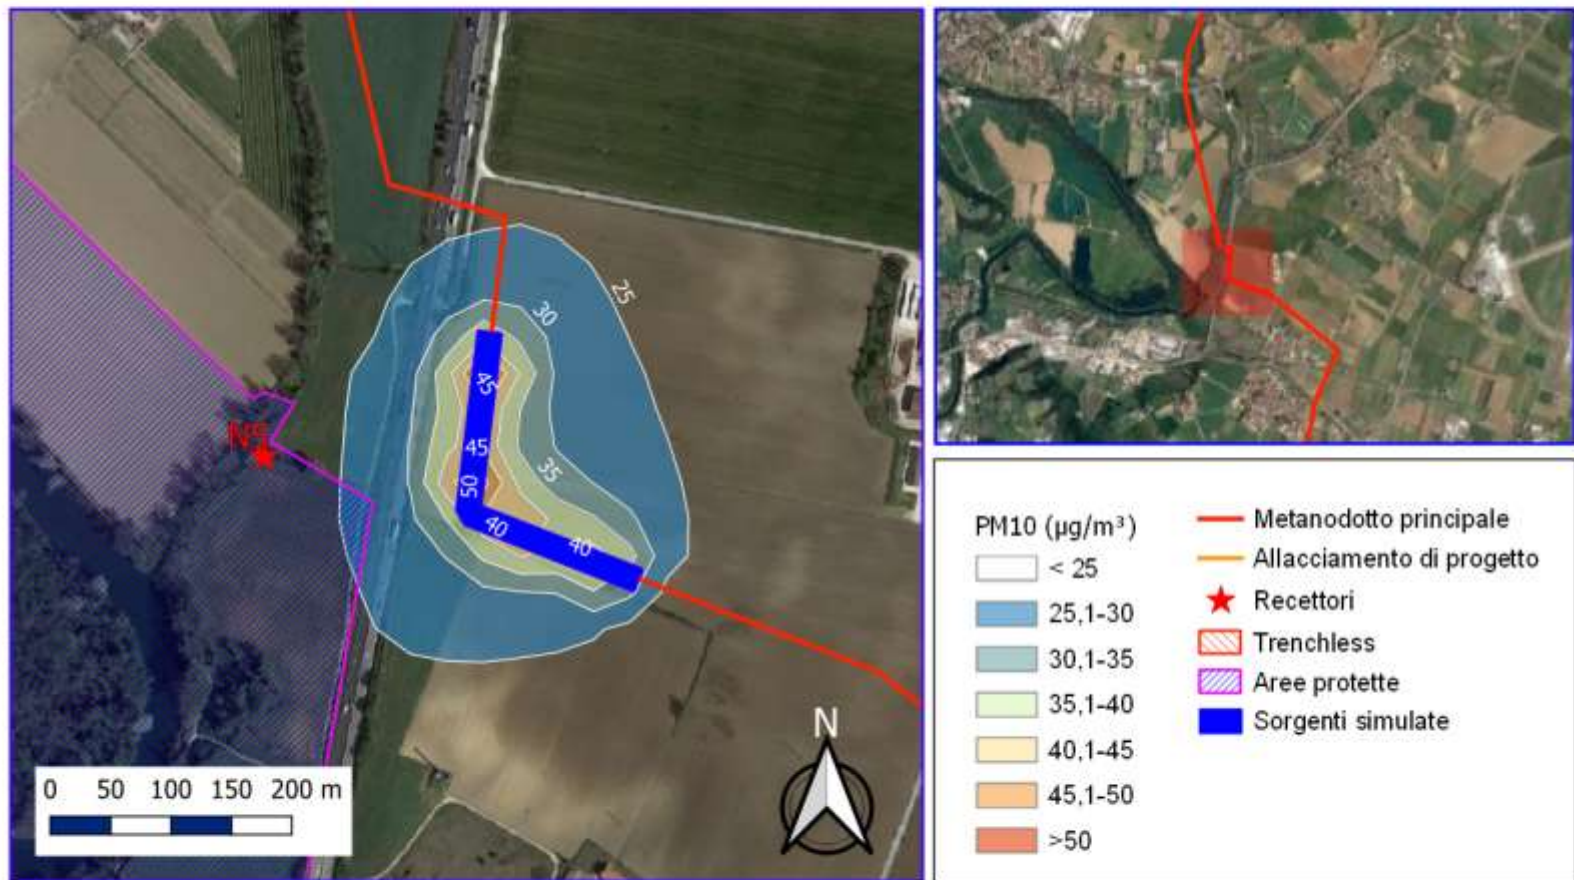 25
30
45
45
35
50
40
40
N
0 50 100 150 200 m
PM10 (µg/m³)
< 25
25,1-30
30,1-35
35,1-40
40,1-45
45,1-50
>50
Metanodotto principale
Allacciamento di progetto
Recettori
Trenchless
Aree protette
Sorgenti simulate